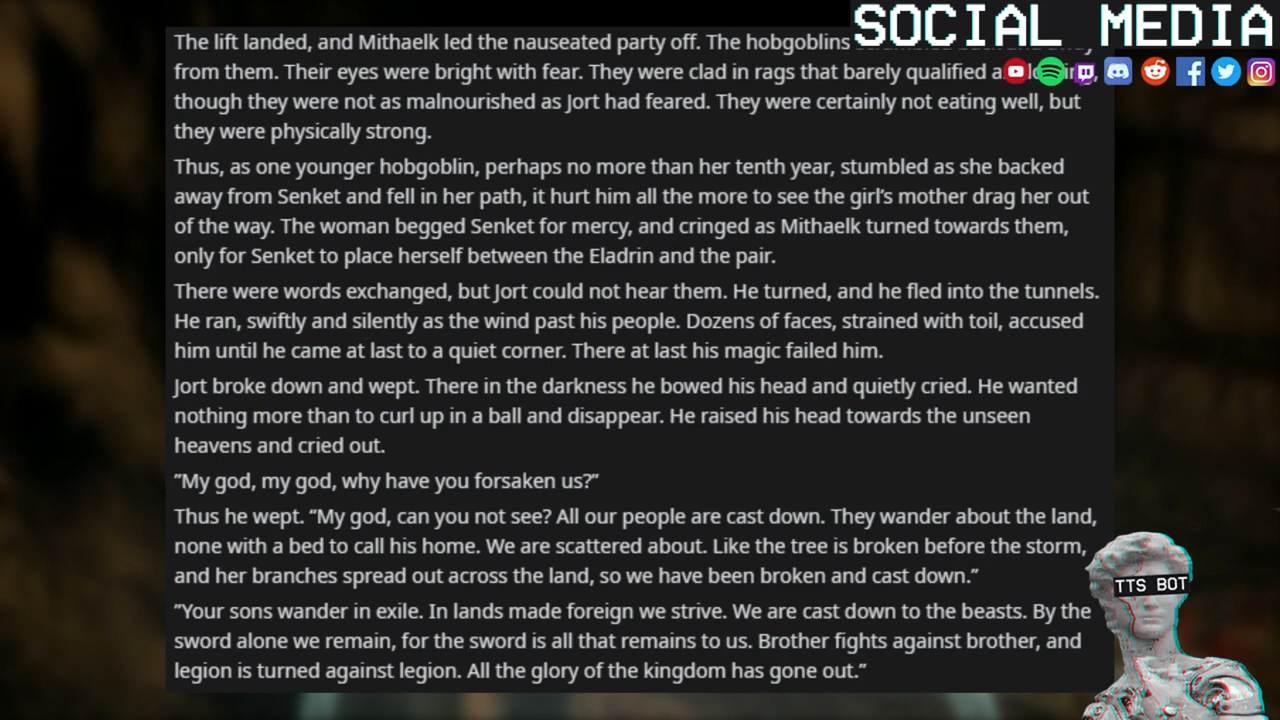 SOCIAL MEDIA
The lift landed, and Mithaelk led the nauseated party off. The hobgoblins
from them. Their eyes were bright with fear. They were clad in rags that barely qualified
though they were not as malnourished as Jort had feared. They were certainly not eating well, but
they were physically strong.
Thus, as one younger hobgoblin, perhaps no more than her tenth year, stumbled as she backed
away from Senket and fell in her path, it hurt him all the more to see the girl’s mother drag her out
of the way. The woman begged Senket for mercy, and cringed as Mithaelk turned towards them,
only for Senket to place herself between the Eladrin and the pair.
There were words exchanged, but Jort could not hear them. He turned, and he fled into the tunnels.
He ran, swiftly and silently as the wind past his people. Dozens of faces, strained with toil, accused
him until he came at last to a quiet corner. There at last his magic failed him.
Jort broke down and wept. There in the darkness he bowed his head and quietly cried. He wanted
nothing more than to curl up in a ball and disappear. He raised his head towards the unseen
heavens and cried out.
“My god, my god, why have you forsaken us?”
Thus he wept. “My god, can you not see? All our people are cast down. They wander about the land,
none with a bed to call his home. We are scattered about. Like the tree is broken before the storm,
and her branches spread out across the land, so we have been broken and cast down.”
“Your sons wander in exile. In lands made foreign we strive. We are cast down to the beasts. By the
sword alone we remain, for the sword is all that remains to us. Brother fights against brother, and
legion is turned against legion. All the glory of the kingdom has gone out.”
TTS BOT